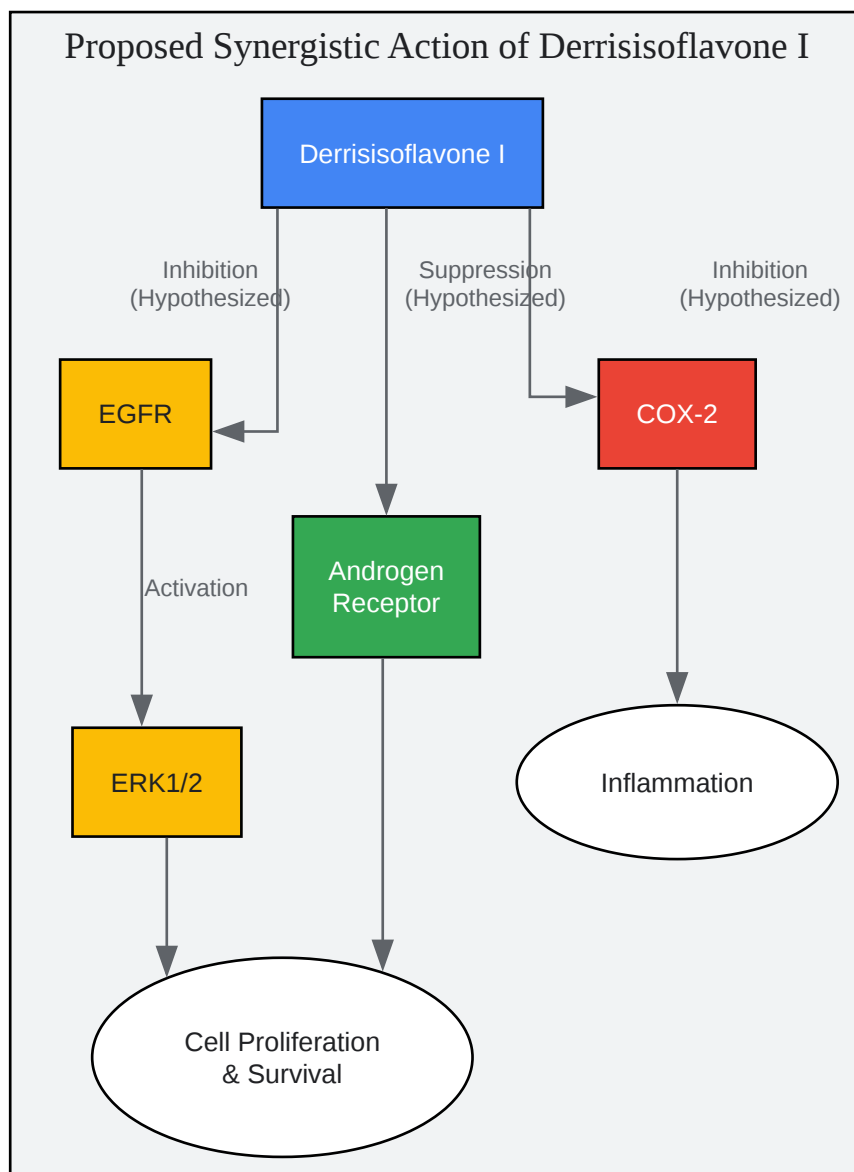 Proposed Synergistic Action of Derrisisoflavone I
Derrisisoflavone I
Inhibition
(Hypothesized)
Suppression
(Hypothesized)
Inhibition
(Hypothesized)
EGFR
COX-2
Activation
Androgen
Receptor
ERK1/2
Inflammation
Cell Proliferation
& Survival